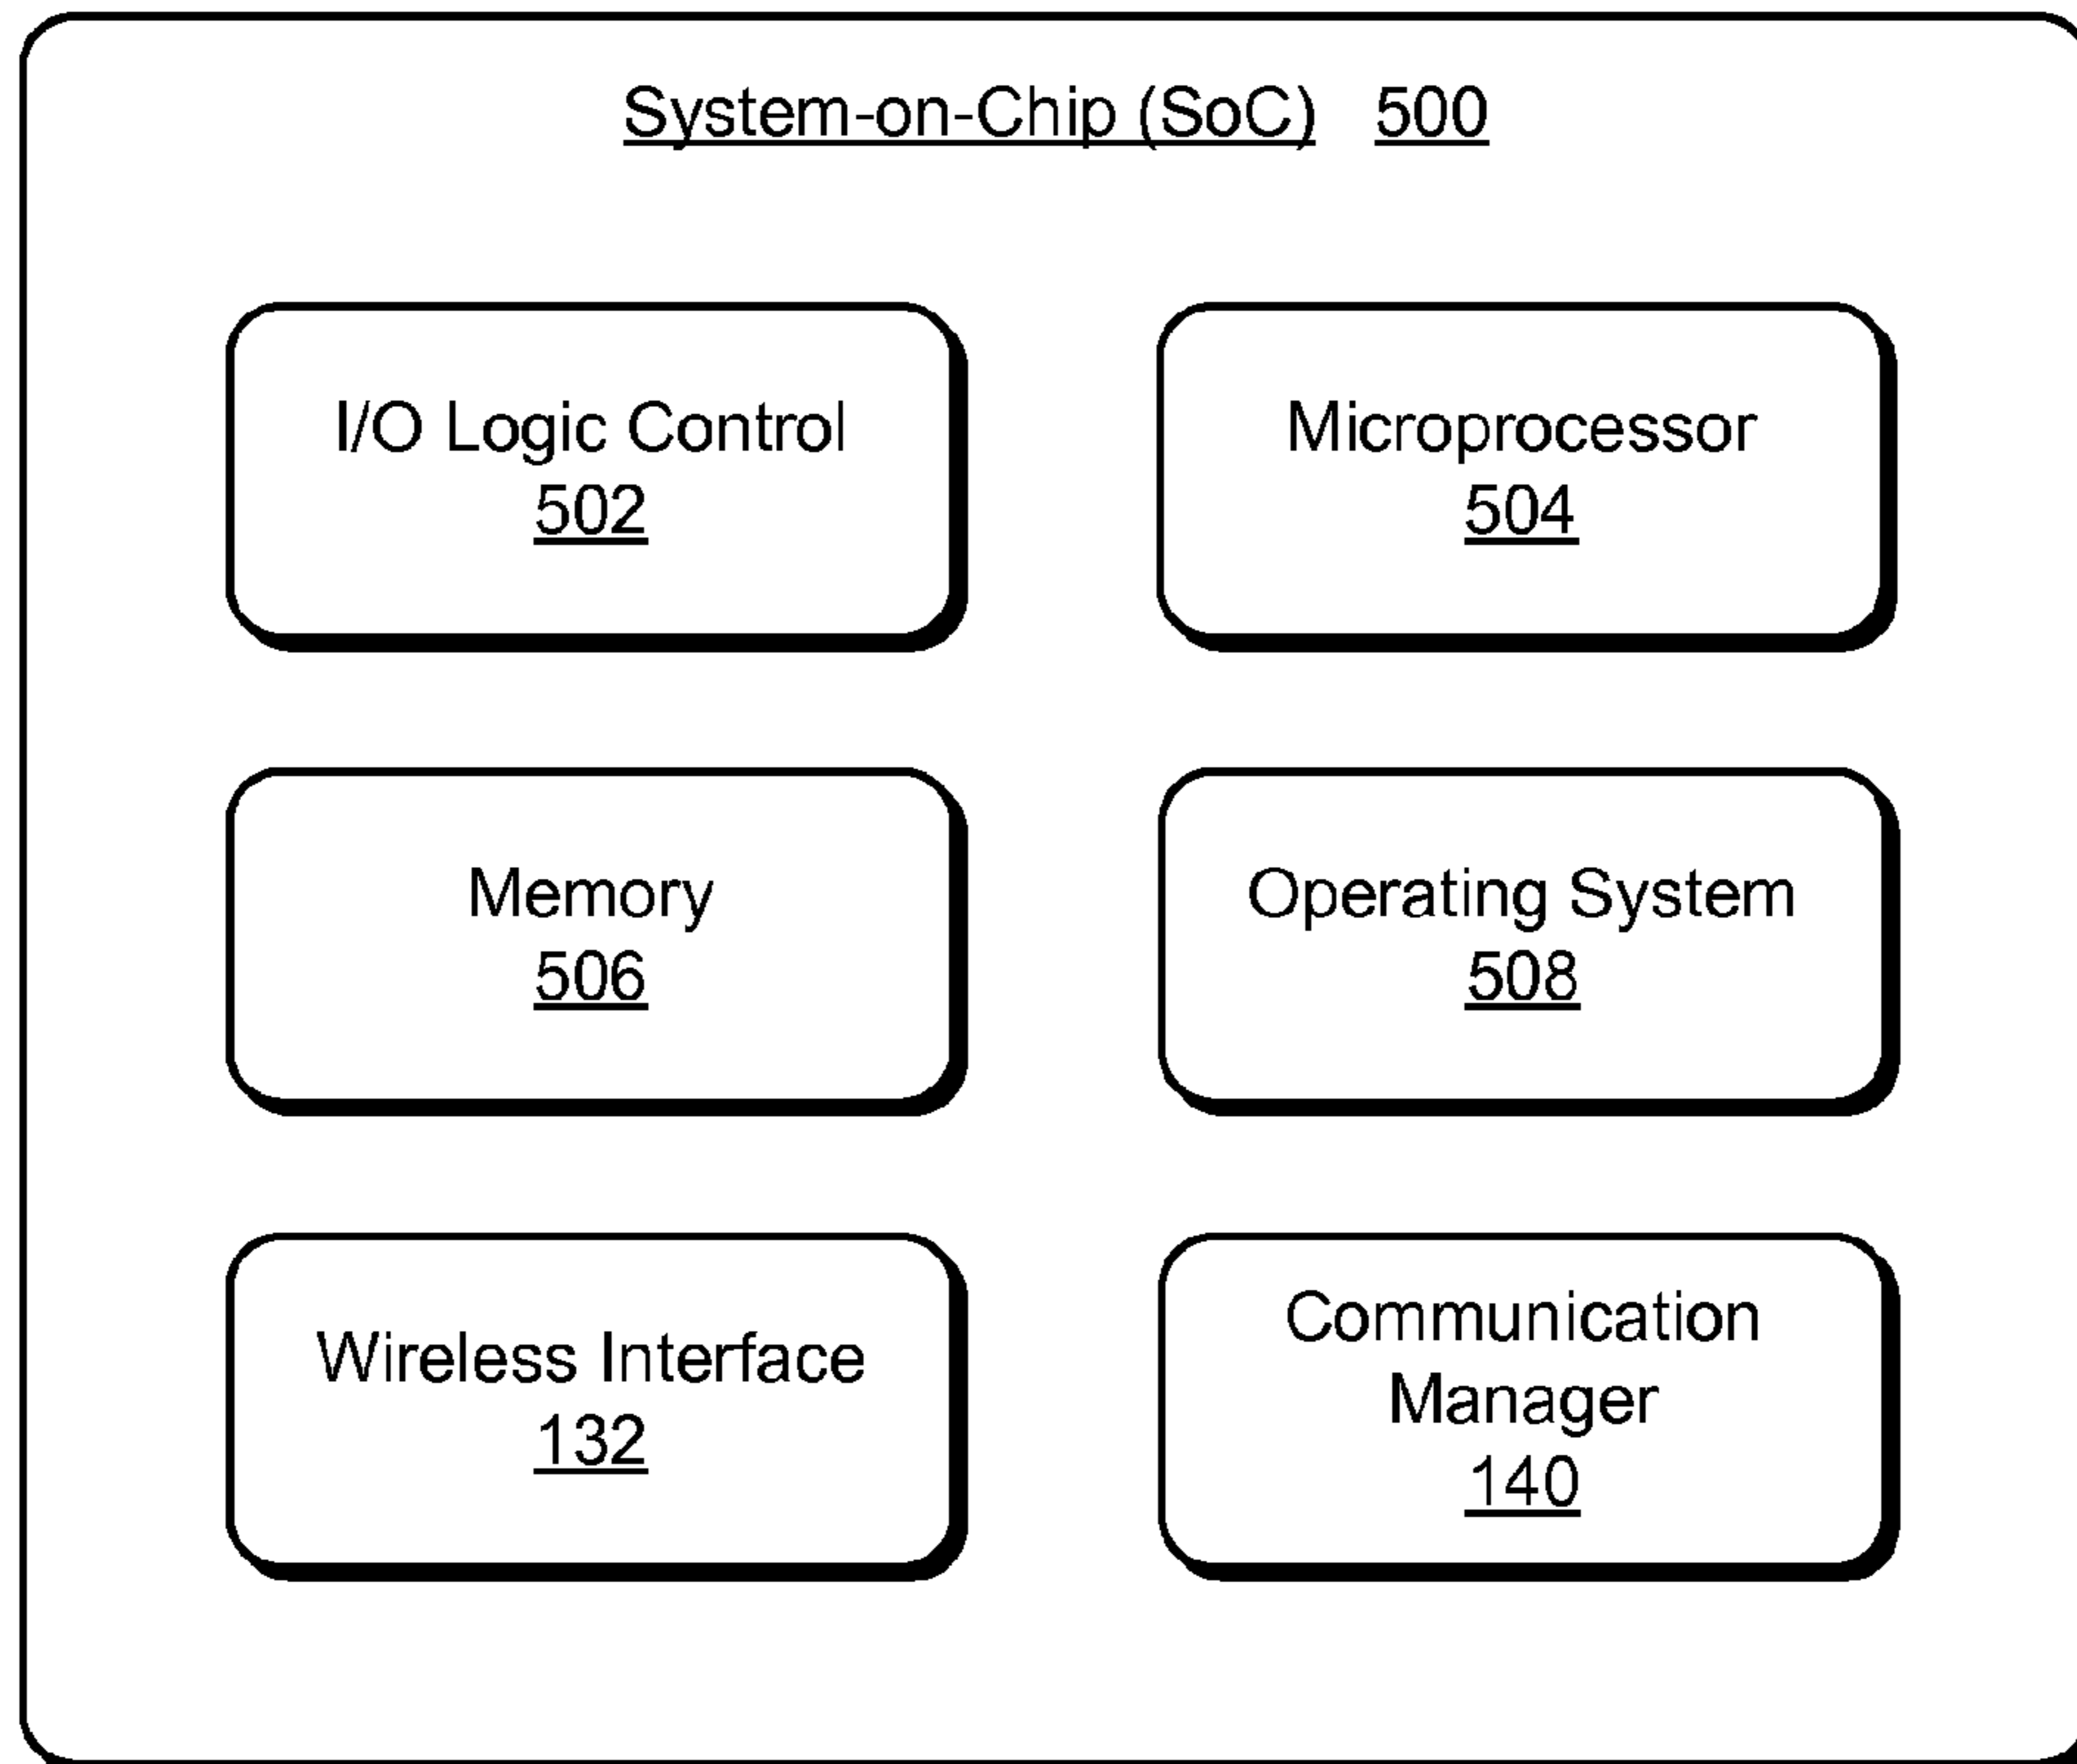 System-on-Chip (SoC) 500
I/O Logic Control
502
Microprocessor
504
Memory
506
Operating System
508
Wireless Interface
132
Communication
Manager
140